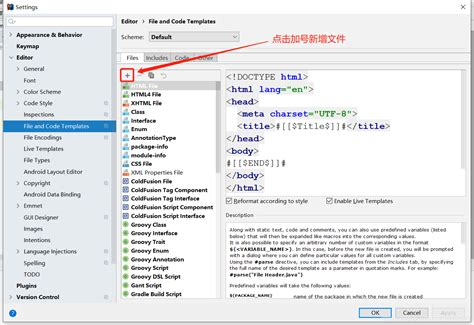 Settings
Editor › File and Code Templates
Appearance & Behavior
Keymap
Editor
General
Font
Color Scheme
Code Style
Inspections
File and Code Templates
File Encodings
Live Templates
File Types
Android Layout Editor
Copyright
Android Data Binding
Emmet
GUI Designer
Images
Intentions
Language Injections
Spelling
TODO
Plugins
Version Control
Scheme: Default
点击加号新增文件
Files Includes Code Other
HTML File
HTML4 File
XHTML File
Class
Interface
Enum
AnnotationType
package-info
module-info
CSS File
XML Properties File
ColdFusion File
ColdFusion Tag Component
ColdFusion Tag Interface
ColdFusion Script Component
ColdFusion Script Interface
Groovy Class
Groovy Interface
Groovy Trait
Groovy Enum
Groovy Annotation
Groovy Script
Groovy DSL Script
Gant Script
Gradle Build Script
<!DOCTYPE html>
<html lang="en">
<head>
<meta charset="UTF-8">
<title>#[[$Title$]]#</title>
</head>
<body>
#[[$END$]]#
</body>
</html>
Reformat according to style Enable Live Templates
Description
Along with static text, code and comments, you can also use predefined variables (listed
below) that will then be expanded like macros into the corresponding values.
It is also possible to specify an arbitrary number of custom variables in the format
${<VARIABLE_NAME>}. In this case, before the new file is created, you will be prompted
with a dialog where you can define particular values for all custom variables.
Using the #parse directive, you can include templates from the Includes tab, by specifying
the full name of the desired template as a parameter in quotation marks. For example:
#parse("File Header.java")
Predefined variables will take the following values:
${PACKAGE_NAME} name of the package in which the new file is created
OK Cancel Apply